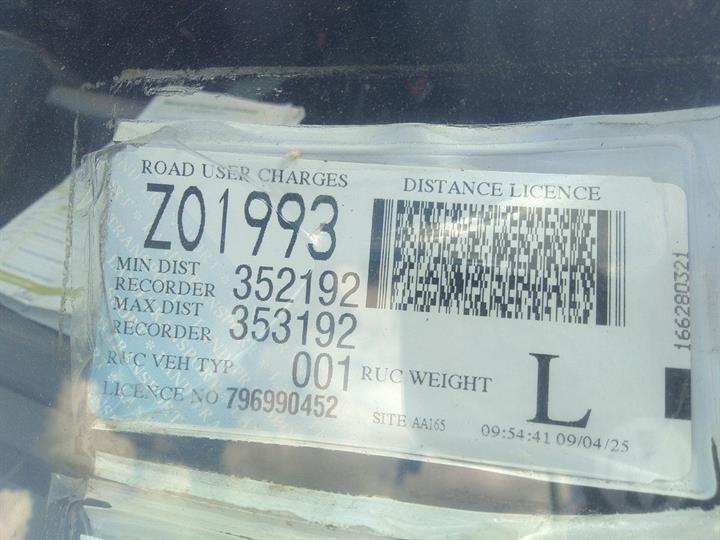 ROAD USER CHARGES
DISTANCE LICENCE
Z01993
MIN DIST
RECORDER 352192
MAX DIST
RECORDER 353192
RUC VEH TYP 001
RUC WEIGHT L
LICENCE NO 796990452
SITE AA165
09:54:41 09/04/25
166280321